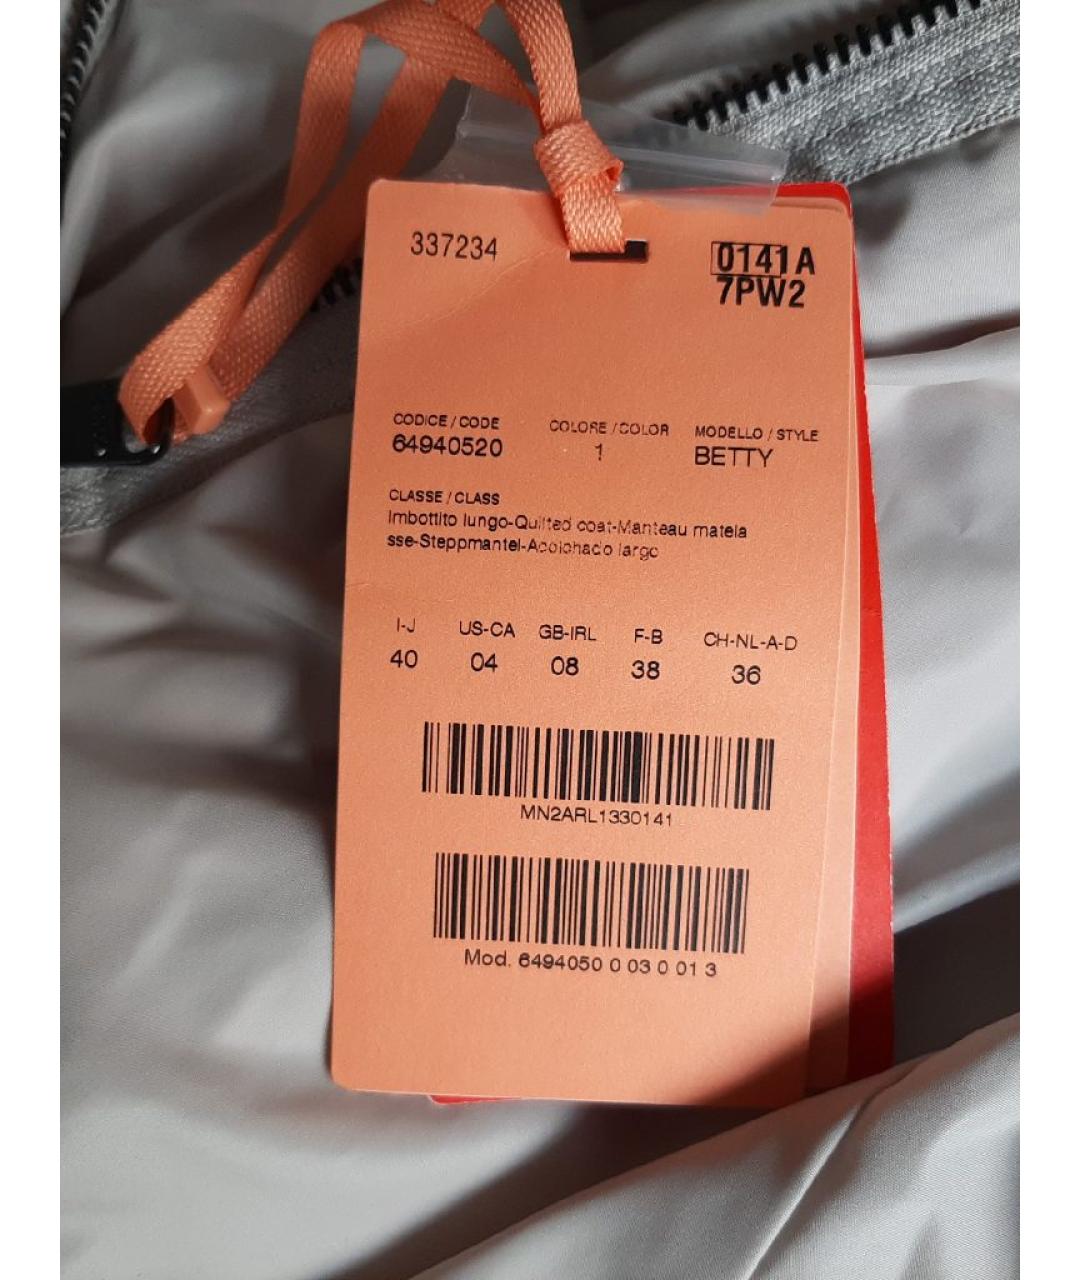 337234
0141A
7PW2
CODICE / CODE COLORE / COLOR MODELLO / STYLE
64940520 1 BETTY
CLASSE / CLASS
Imbottito lungo-Quilted coat-Manteau matela
sse-Steppmantel-Acolchado largo
I-J US-CA GB-IRL F-B CH-NL-A-D
40 04 08 38 36
MN2ARL1330141
Mod. 6494050 0 03 0 01 3